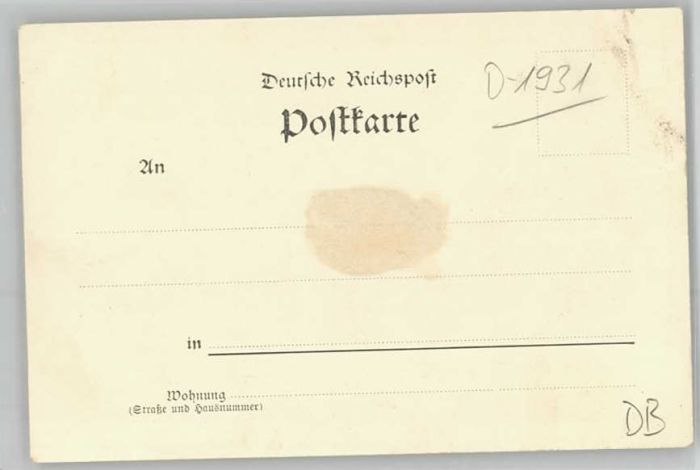 Deutsche Reichspost
D-1931
Postkarte
An
in
Wohnung
(Straße und Hausnummer)
DB